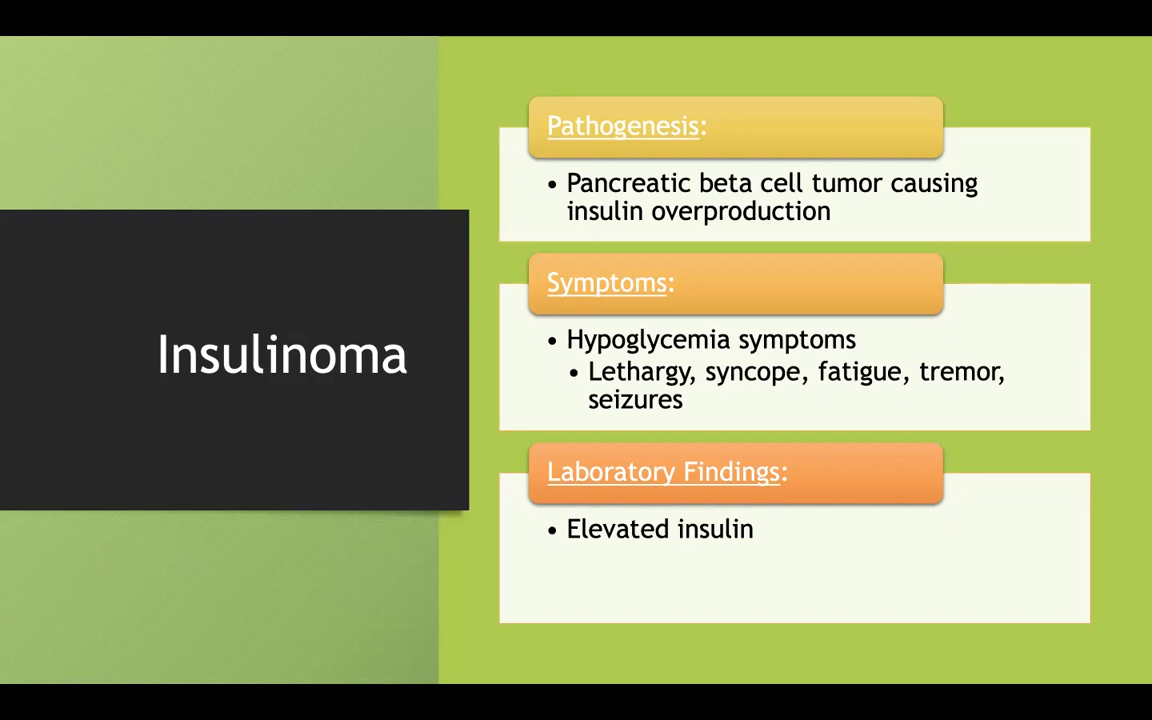 Insulinoma
Pathogenesis:
• Pancreatic beta cell tumor causing
insulin overproduction
Symptoms:
• Hypoglycemia symptoms
• Lethargy, syncope, fatigue, tremor,
seizures
Laboratory Findings:
• Elevated insulin